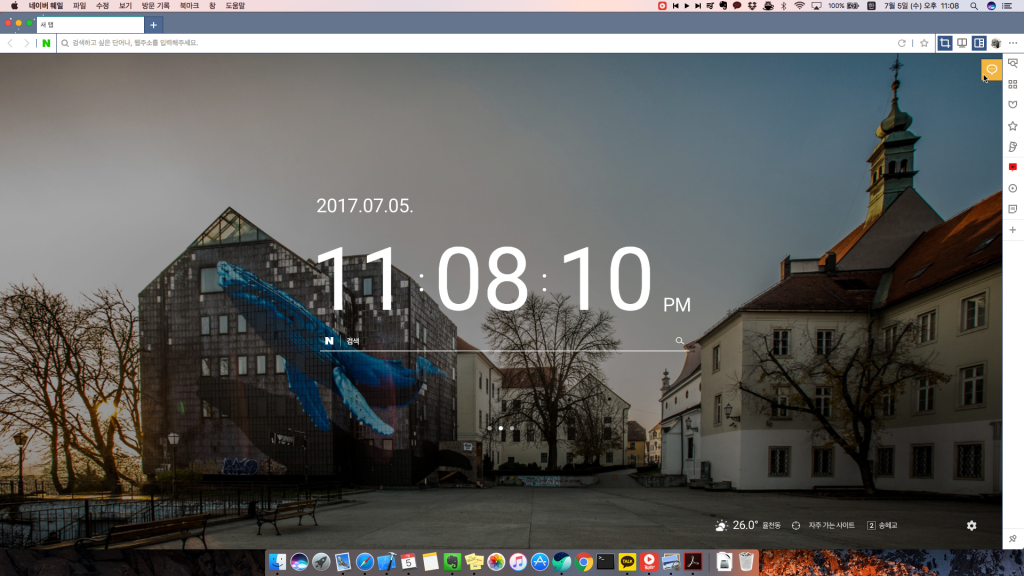 네이버 웨일 파일 수정 보기 방문 기록 북마크 창 도움말
100% 7월 5일 (수) 오후 11:08
새 탭
N 검색하고 싶은 단어나, 웹주소를 입력해주세요.
2017.07.05.
11:08:10 PM
N 검색
26.0° 율전동 자주 가는 사이트 2 송혜교
5
TALK